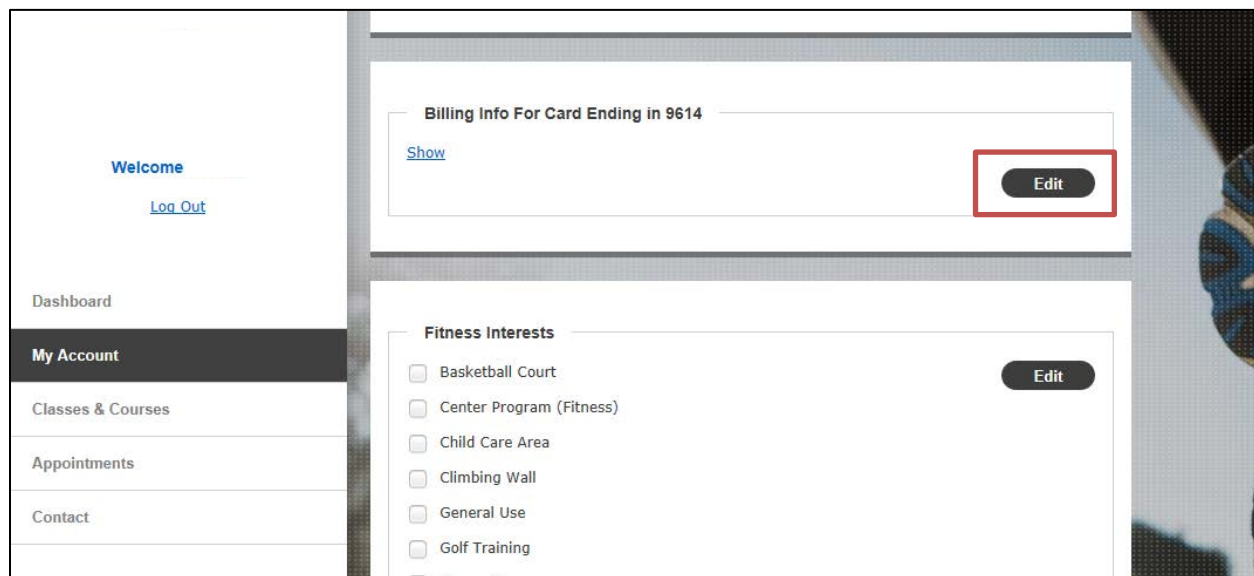 Welcome
Log Out
Dashboard
My Account
Classes & Courses
Appointments
Contact
Billing Info For Card Ending in 9614
Show
Edit
Fitness Interests
Edit
Basketball Court
Center Program (Fitness)
Child Care Area
Climbing Wall
General Use
Golf Training